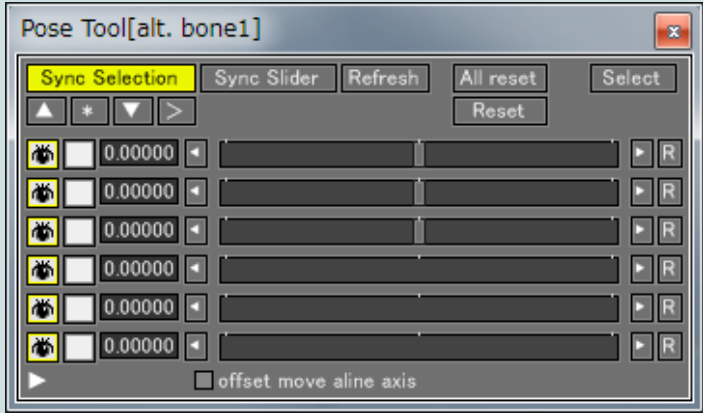 Pose Tool[alt. bone1]
Sync Selection Sync Slider Refresh All reset Select
* > Reset
0.00000 R
0.00000 R
0.00000 R
0.00000 R
0.00000 R
0.00000 R
offset move aline axis